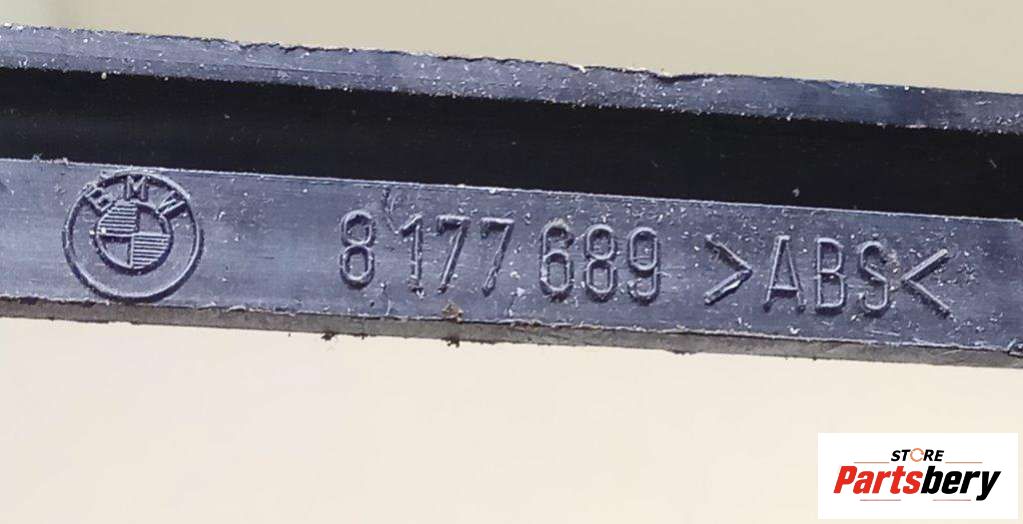 BMW
8 177 689 >ABS<
STORE
Partsbery